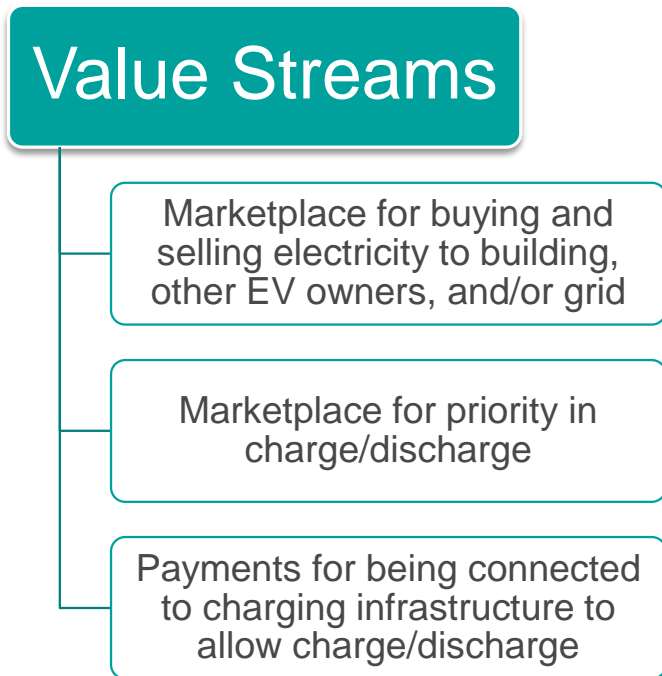 Value Streams
Marketplace for buying and
selling electricity to building,
other EV owners, and/or grid
Marketplace for priority in
charge/discharge
Payments for being connected
to charging infrastructure to
allow charge/discharge